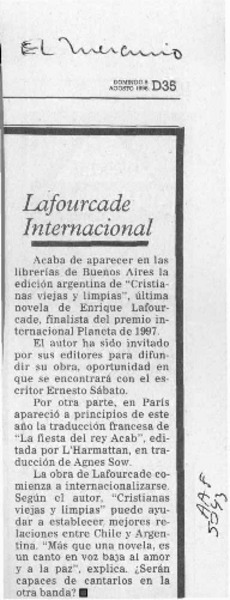 El Mercurio
DOMINGO 9
AGOSTO 1998 D35
Lafourcade
Internacional
Acaba de aparecer en las
librerías de Buenos Aires la
edición argentina de "Cristia-
nas viejas y limpias", última
novela de Enrique Lafour-
cade, finalista del premio in-
ternacional Planeta de 1997.
El autor ha sido invitado
por sus editores para difun-
dir su obra, oportunidad en
que se encontrará con el es-
critor Ernesto Sábato.
Por otra parte, en París
apareció a principios de este
año la traducción francesa de
"La fiesta del rey Acab", edi-
tada por L'Harmattan, en tra-
ducción de Agnes Sow.
La obra de Lafourcade co-
mienza a internacionalizarse.
Según el autor, "Cristianas
viejas y limpias" puede ayu-
dar a establecer mejores re-
laciones entre Chile y Argen-
tina. "Más que una novela, es
un canto en voz baja al amor
y a la paz", explica. ¿Serán
capaces de cantarlos en la
otra banda?